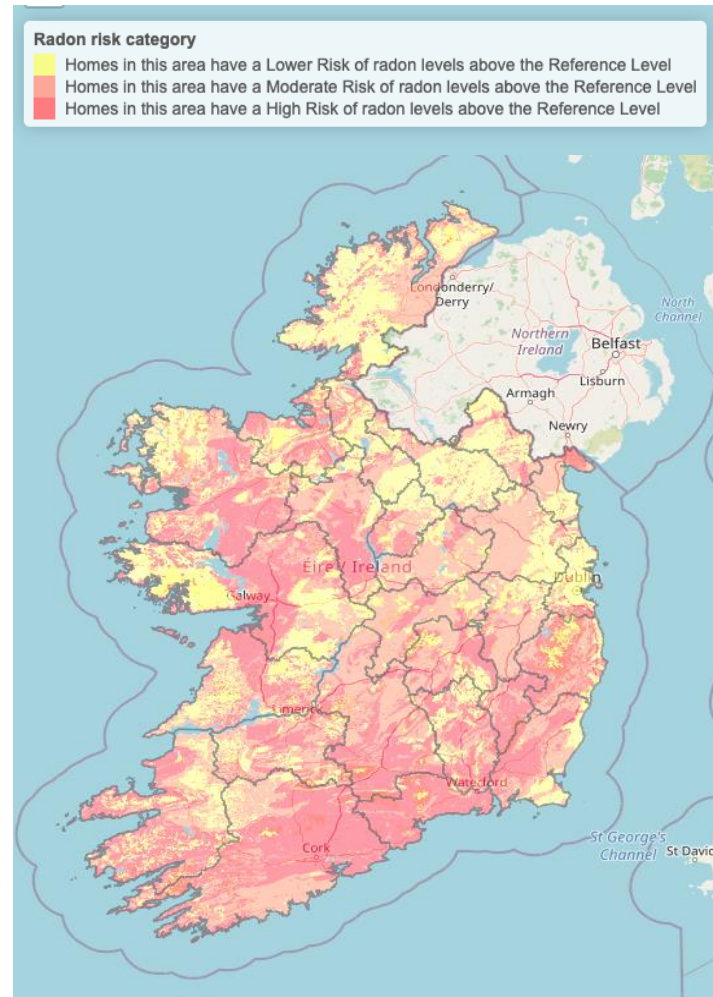 Radon risk category
Homes in this area have a Lower Risk of radon levels above the Reference Level
Homes in this area have a Moderate Risk of radon levels above the Reference Level
Homes in this area have a High Risk of radon levels above the Reference Level
Londonderry/
Derry
North
Channel
Northern
Ireland
Belfast
Lisburn
Armagh
Newry
Éire / Ireland
Dublin
Galway
Limerick
Waterford
Cork
St George's
Channel
St David